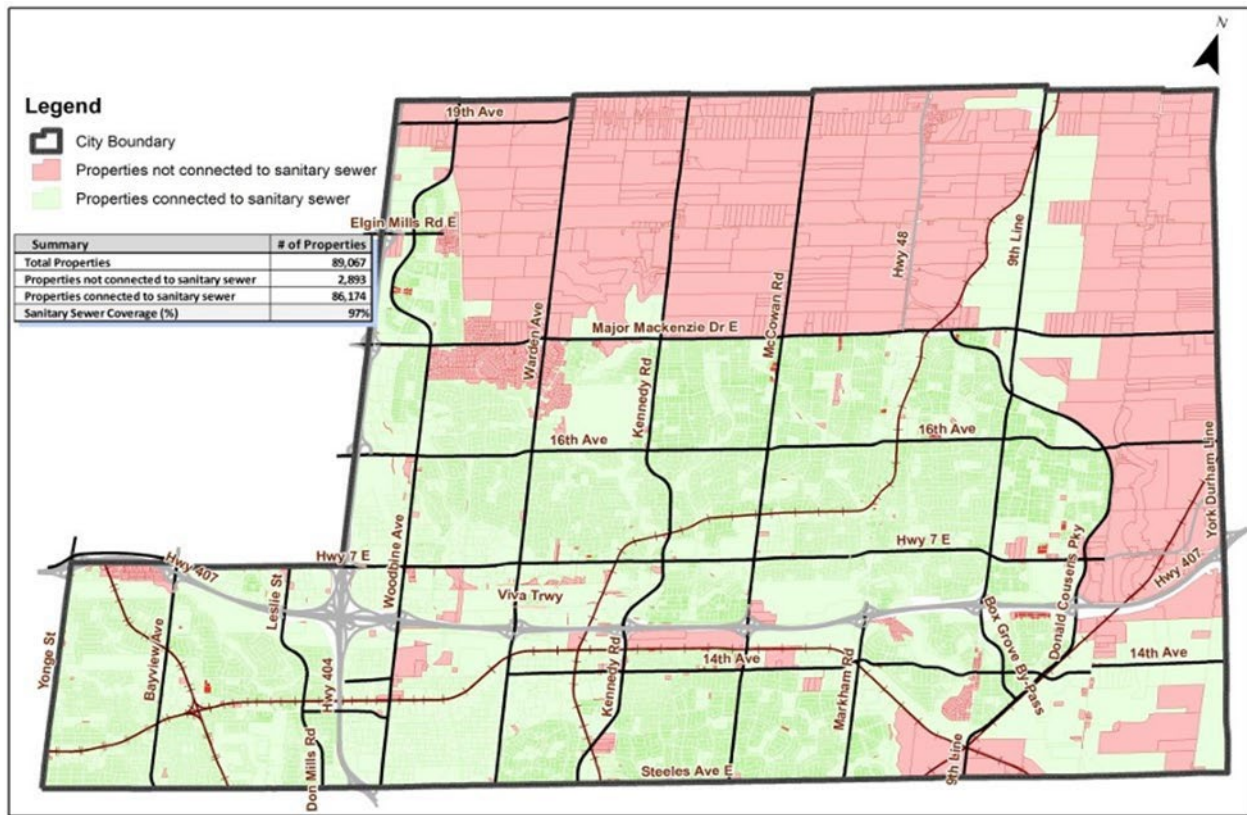 N
Legend
City Boundary
Properties not connected to sanitary sewer
Properties connected to sanitary sewer
Summary # of Properties
Total Properties 89,067
Properties not connected to sanitary sewer 2,893
Properties connected to sanitary sewer 86,174
Sanitary Sewer Coverage (%) 97%
19th Ave
Elgin Mills Rd E
Hwy 48
9th Line
McCowan Rd
Warden Ave
Major Mackenzie Dr E
Kennedy Rd
16th Ave
16th Ave
York Durham Line
Hwy 7 E
Hwy 7 E
Hwy 407
Hwy 407
Woodbine Ave
Leslie St
Viva Trwy
Donald Cousens Pky
Box Grove By-Pass
Yonge St
Bayview Ave
Hwy 404
14th Ave
14th Ave
Kennedy Rd
Markham Rd
Don Mills Rd
Steeles Ave E
9th Line